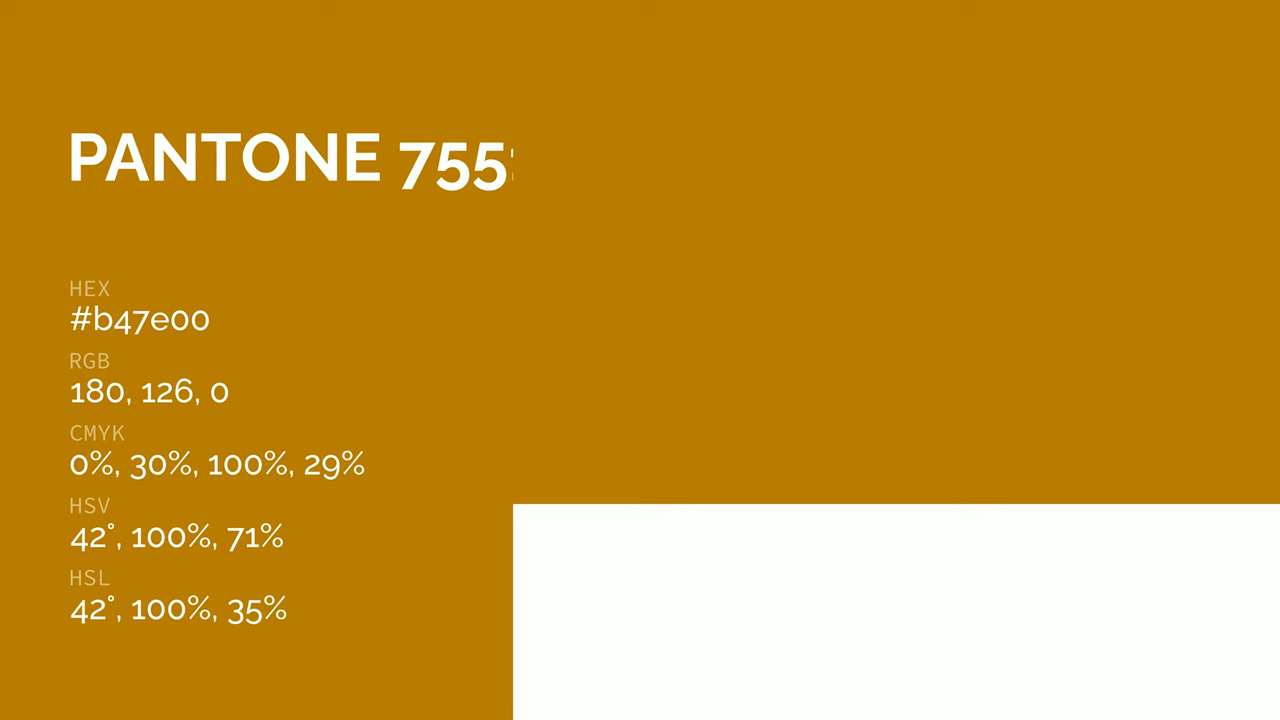 PANTONE 755
HEX
#b47e00
RGB
180, 126, 0
CMYK
0%, 30%, 100%, 29%
HSV
42°, 100%, 71%
HSL
42°, 100%, 35%